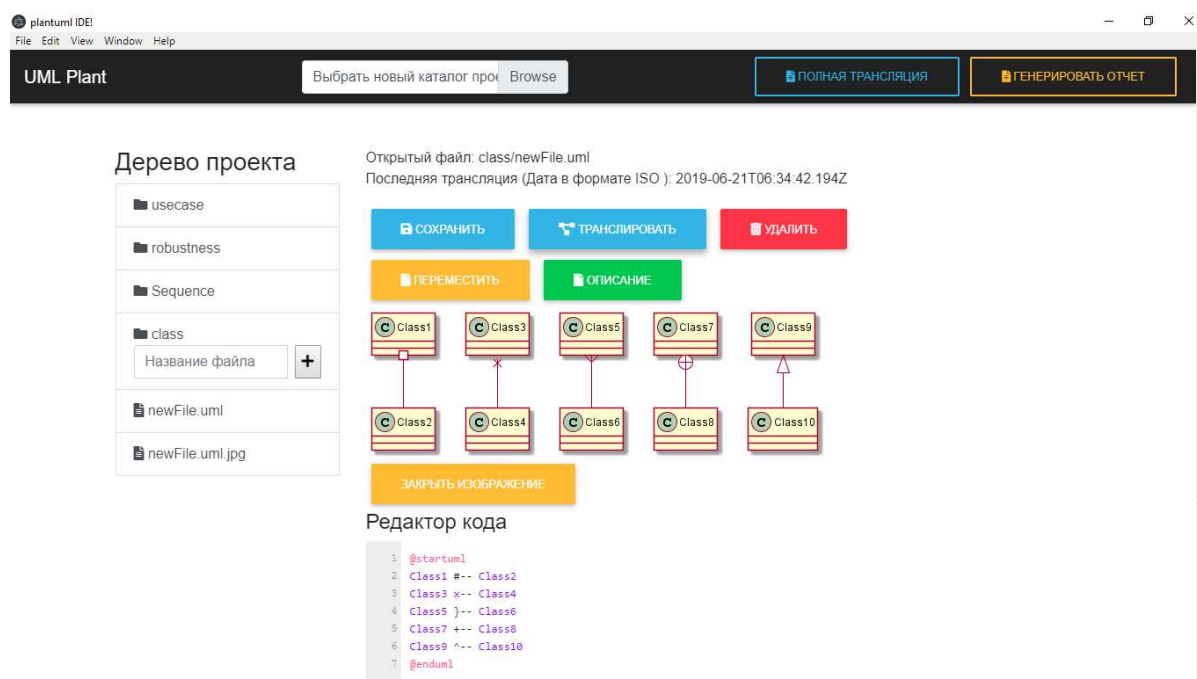 plantuml IDE!
File Edit View Window Help
UML Plant
Выбрать новый каталог прое Browse
ПОЛНАЯ ТРАНСЛЯЦИЯ
ГЕНЕРИРОВАТЬ ОТЧЕТ
Дерево проекта
usecase
robustness
Sequence
class
Название файла
+
newFile.uml
newFile.uml.jpg
Открытый файл: class/newFile.uml
Последняя трансляция (Дата в формате ISO ): 2019-06-21T06:34:42.194Z
СОХРАНИТЬ ТРАНСЛИРОВАТЬ УДАЛИТЬ
ПЕРЕМЕСТИТЬ ОПИСАНИЕ
C Class1 C Class3 C Class5 C Class7 C Class9
C Class2 C Class4 C Class6 C Class8 C Class10
ЗАКРЫТЬ ИЗОБРАЖЕНИЕ
Редактор кода
1 @startuml
2 Class1 #-- Class2
3 Class3 x-- Class4
4 Class5 }-- Class6
5 Class7 +-- Class8
6 Class9 ^-- Class10
7 @enduml